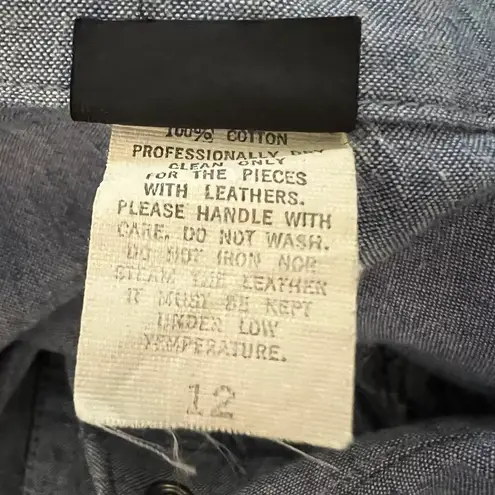 100% COTTON
PROFESSIONALLY DRY
CLEAN ONLY
FOR THE PIECES
WITH LEATHERS.
PLEASE HANDLE WITH
CARE. DO NOT WASH.
DO NOT IRON NOR
STEAM THE LEATHER
IT MUST BE KEPT
UNDER LOW
TEMPERATURE.
12